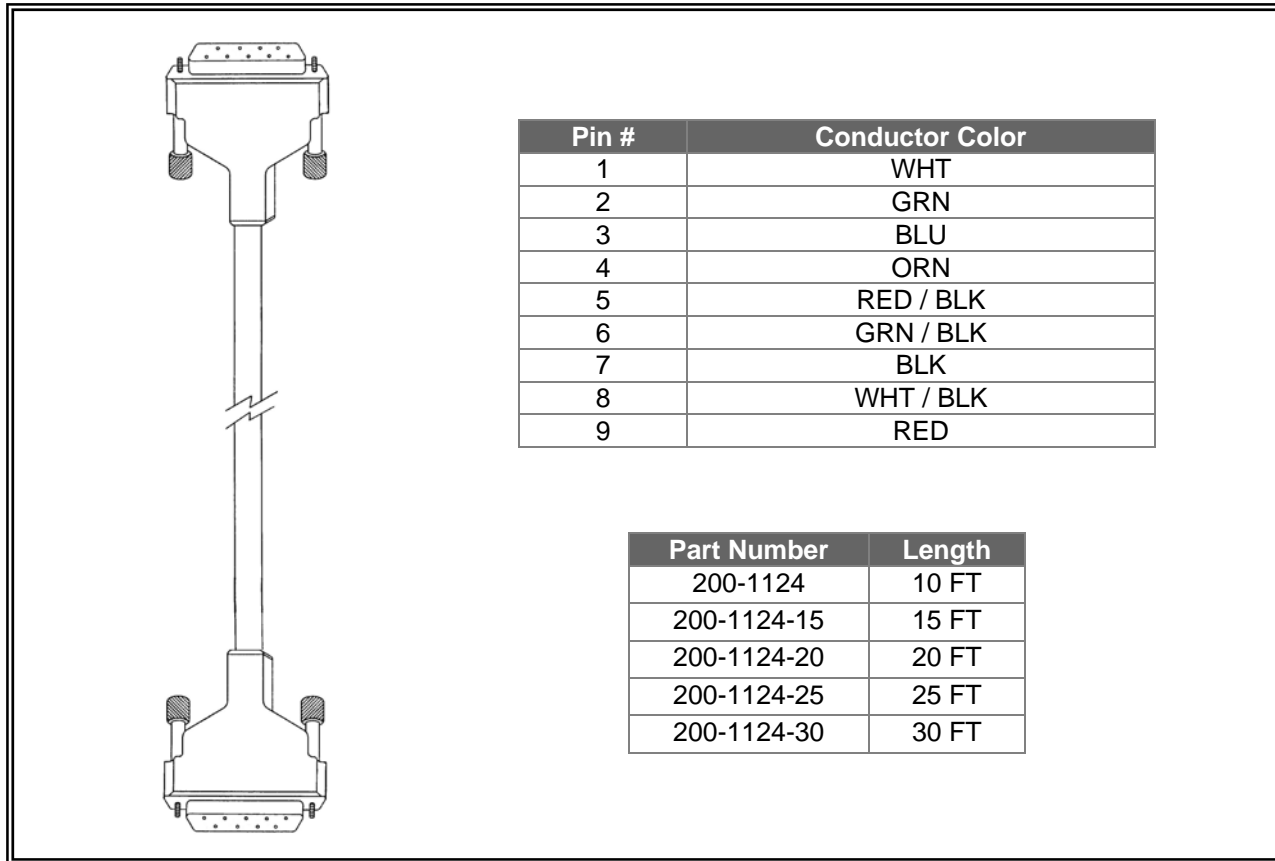 Pin # Conductor Color
1 WHT
2 GRN
3 BLU
4 ORN
5 RED / BLK
6 GRN / BLK
7 BLK
8 WHT / BLK
9 RED
Part Number Length
200-1124 10 FT
200-1124-15 15 FT
200-1124-20 20 FT
200-1124-25 25 FT
200-1124-30 30 FT